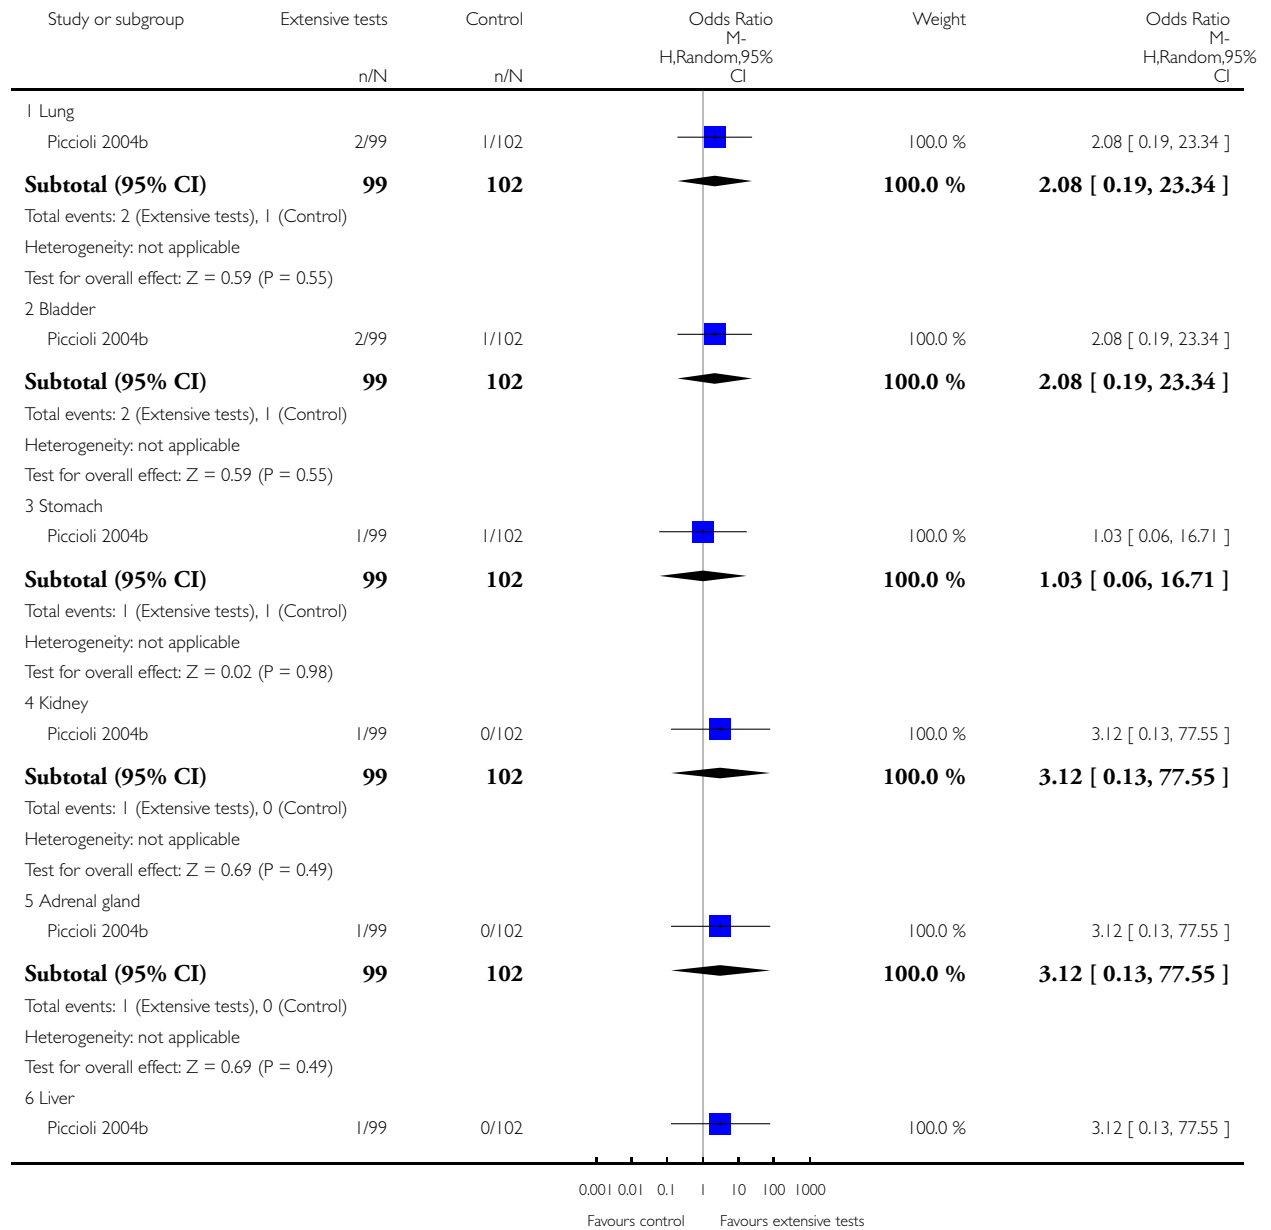 Study or subgroup Extensive tests Control Odds Ratio Weight Odds Ratio
M- M-
H,Random,95% H,Random,95%
n/N n/N CI CI
1 Lung
Piccioli 2004b 2/99 1/102 100.0 % 2.08 [ 0.19, 23.34 ]
Subtotal (95% CI) 99 102 100.0 % 2.08 [ 0.19, 23.34 ]
Total events: 2 (Extensive tests), 1 (Control)
Heterogeneity: not applicable
Test for overall effect: Z = 0.59 (P = 0.55)
2 Bladder
Piccioli 2004b 2/99 1/102 100.0 % 2.08 [ 0.19, 23.34 ]
Subtotal (95% CI) 99 102 100.0 % 2.08 [ 0.19, 23.34 ]
Total events: 2 (Extensive tests), 1 (Control)
Heterogeneity: not applicable
Test for overall effect: Z = 0.59 (P = 0.55)
3 Stomach
Piccioli 2004b 1/99 1/102 100.0 % 1.03 [ 0.06, 16.71 ]
Subtotal (95% CI) 99 102 100.0 % 1.03 [ 0.06, 16.71 ]
Total events: 1 (Extensive tests), 1 (Control)
Heterogeneity: not applicable
Test for overall effect: Z = 0.02 (P = 0.98)
4 Kidney
Piccioli 2004b 1/99 0/102 100.0 % 3.12 [ 0.13, 77.55 ]
Subtotal (95% CI) 99 102 100.0 % 3.12 [ 0.13, 77.55 ]
Total events: 1 (Extensive tests), 0 (Control)
Heterogeneity: not applicable
Test for overall effect: Z = 0.69 (P = 0.49)
5 Adrenal gland
Piccioli 2004b 1/99 0/102 100.0 % 3.12 [ 0.13, 77.55 ]
Subtotal (95% CI) 99 102 100.0 % 3.12 [ 0.13, 77.55 ]
Total events: 1 (Extensive tests), 0 (Control)
Heterogeneity: not applicable
Test for overall effect: Z = 0.69 (P = 0.49)
6 Liver
Piccioli 2004b 1/99 0/102 100.0 % 3.12 [ 0.13, 77.55 ]
0.001 0.01 0.1 1 10 100 1000
Favours control Favours extensive tests